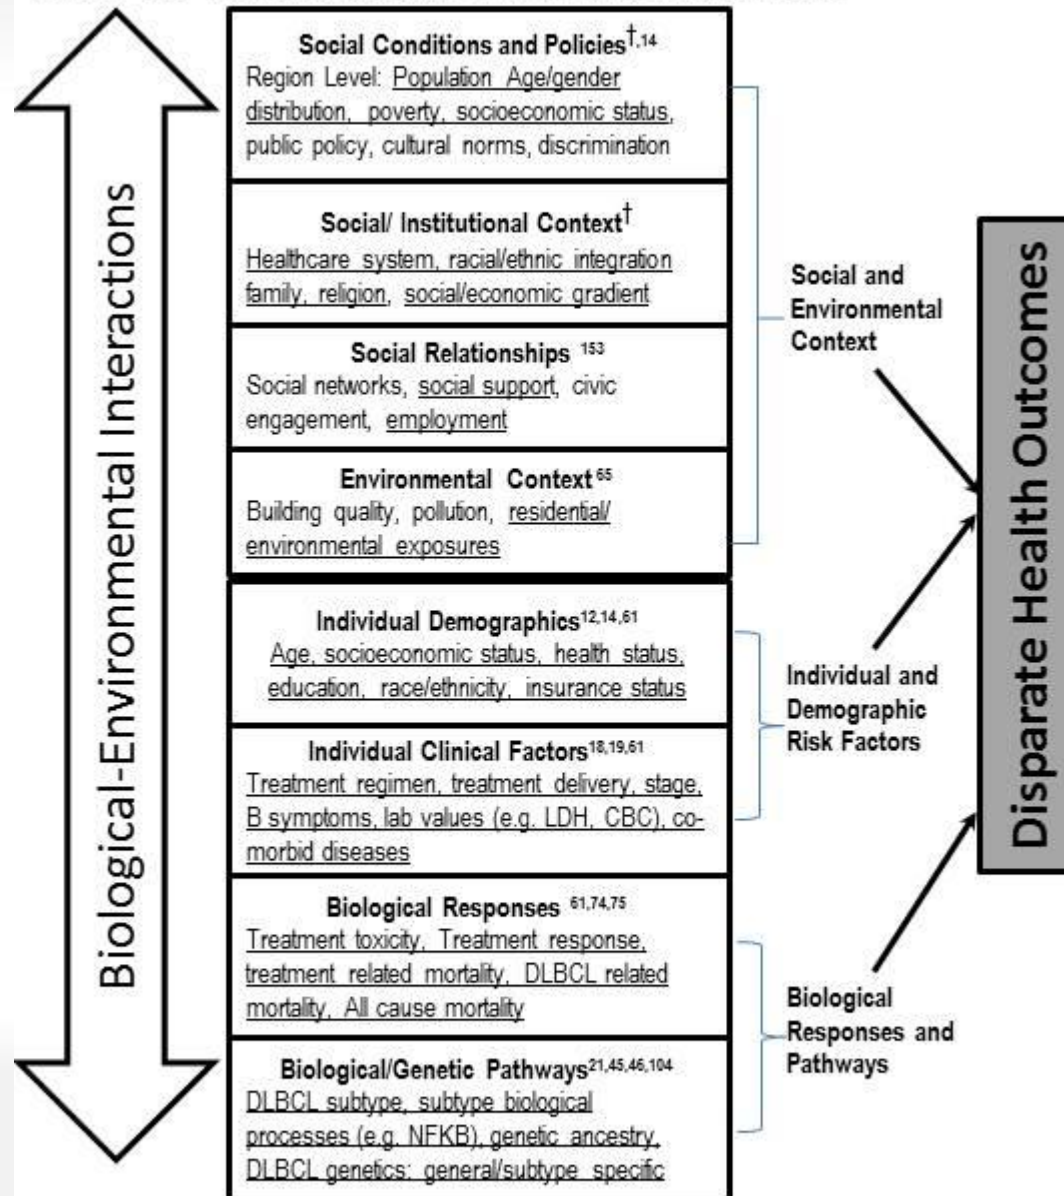 Biological-Environmental Interactions
Social Conditions and Policies†,14
Region Level: Population Age/gender
distribution, poverty, socioeconomic status,
public policy, cultural norms, discrimination
Social/ Institutional Context†
Healthcare system, racial/ethnic integration
family, religion, social/economic gradient
Social Relationships 153
Social networks, social support, civic
engagement, employment
Environmental Context 65
Building quality, pollution, residential/
environmental exposures
Individual Demographics12,14,61
Age, socioeconomic status, health status,
education, race/ethnicity, insurance status
Individual Clinical Factors18,19,61
Treatment regimen, treatment delivery, stage,
B symptoms, lab values (e.g. LDH, CBC), co-
morbid diseases
Biological Responses 61,74,75
Treatment toxicity, Treatment response,
treatment related mortality, DLBCL related
mortality, All cause mortality
Biological/Genetic Pathways21,45,46,104
DLBCL subtype, subtype biological
processes (e.g. NFKB), genetic ancestry,
DLBCL genetics: general/subtype specific
Social and
Environmental
Context
Individual and
Demographic
Risk Factors
Biological
Responses and
Pathways
Disparate Health Outcomes